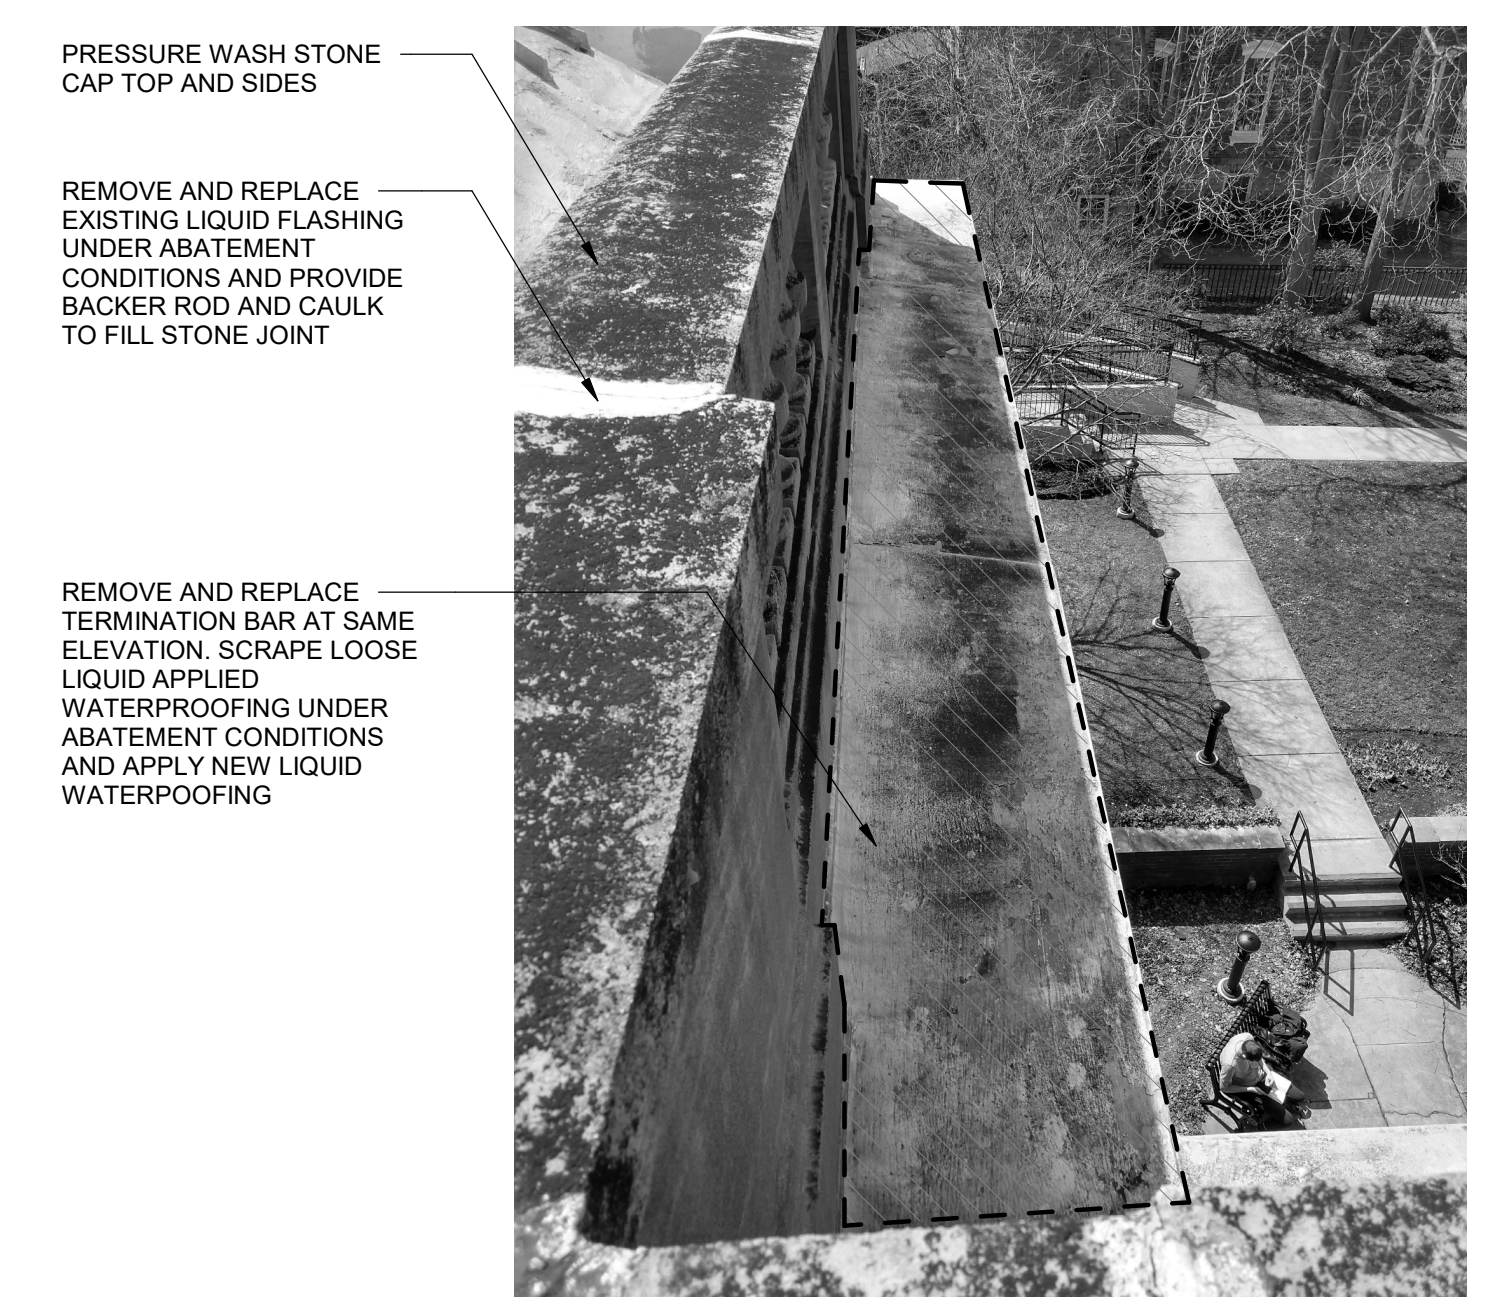 PRESSURE WASH STONE
CAP TOP AND SIDES
REMOVE AND REPLACE
EXISTING LIQUID FLASHING
UNDER ABATEMENT
CONDITIONS AND PROVIDE
BACKER ROD AND CAULK
TO FILL STONE JOINT
REMOVE AND REPLACE
TERMINATION BAR AT SAME
ELEVATION. SCRAPE LOOSE
LIQUID APPLIED
WATERPROOFING UNDER
ABATEMENT CONDITIONS
AND APPLY NEW LIQUID
WATERPOOFING